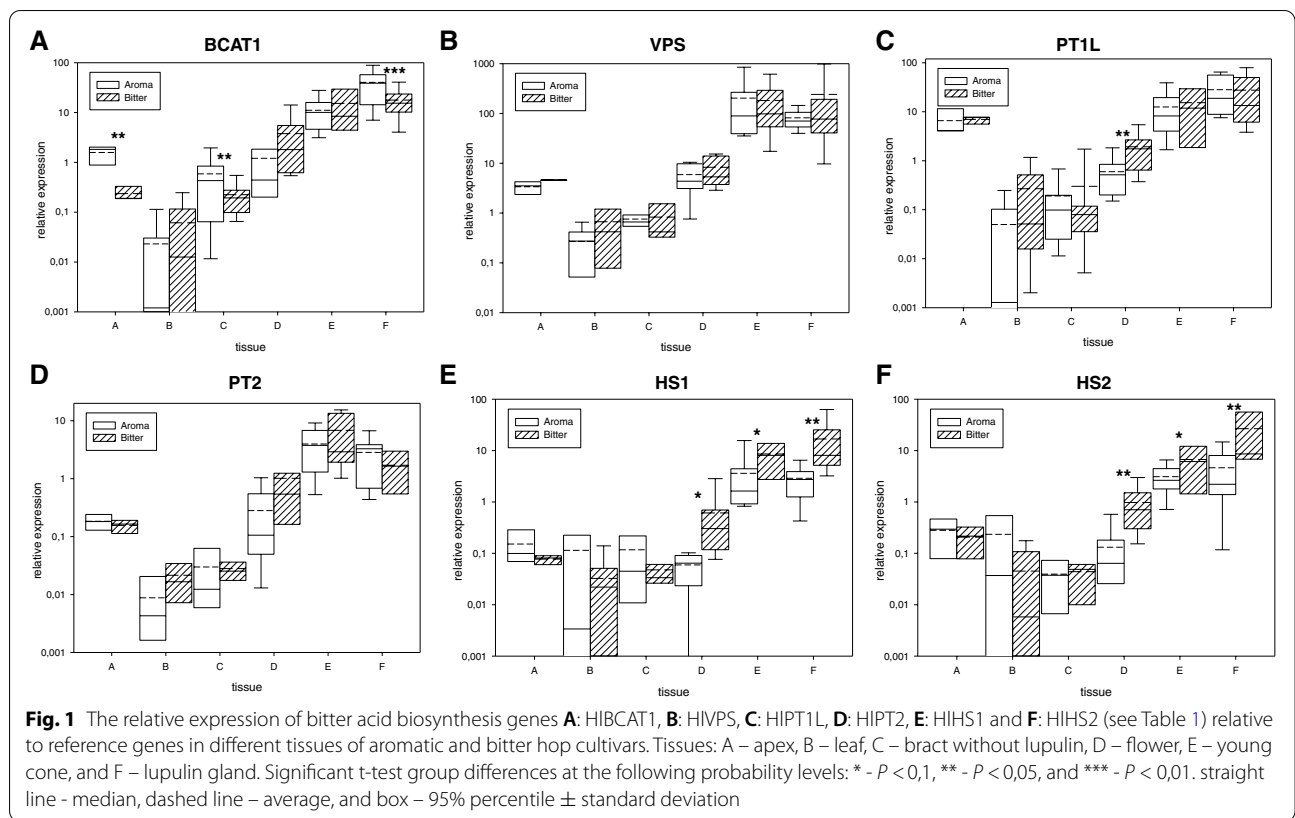 A
BCAT1
Aroma
Bitter
relative expression
100
10
1
0,1
0,01
0,001
**
**
***
A B C D E F
tissue
B
VPS
Aroma
Bitter
relative expression
1000
100
10
1
0,1
0,01
A B C D E F
tissue
C
PT1L
Aroma
Bitter
relative expression
100
10
1
0,1
0,01
0,001
**
A B C D E F
tissue
D
PT2
Aroma
Bitter
relative expression
10
1
0,1
0,01
0,001
A B C D E F
tissue
E
HS1
Aroma
Bitter
relative expression
100
10
1
0,1
0,01
0,001
*
*
**
A B C D E F
tissue
F
HS2
Aroma
Bitter
relative expression
100
10
1
0,1
0,01
0,001
**
*
**
A B C D E F
tissue
Fig. 1 The relative expression of bitter acid biosynthesis genes A: HlBCAT1, B: HlVPS, C: HlPT1L, D: HlPT2, E: HlHS1 and F: HlHS2 (see Table 1) relative
to reference genes in different tissues of aromatic and bitter hop cultivars. Tissues: A – apex, B – leaf, C – bract without lupulin, D – flower, E – young
cone, and F – lupulin gland. Significant t-test group differences at the following probability levels: * - P < 0,1, ** - P < 0,05, and *** - P < 0,01. straight
line - median, dashed line – average, and box – 95% percentile ± standard deviation